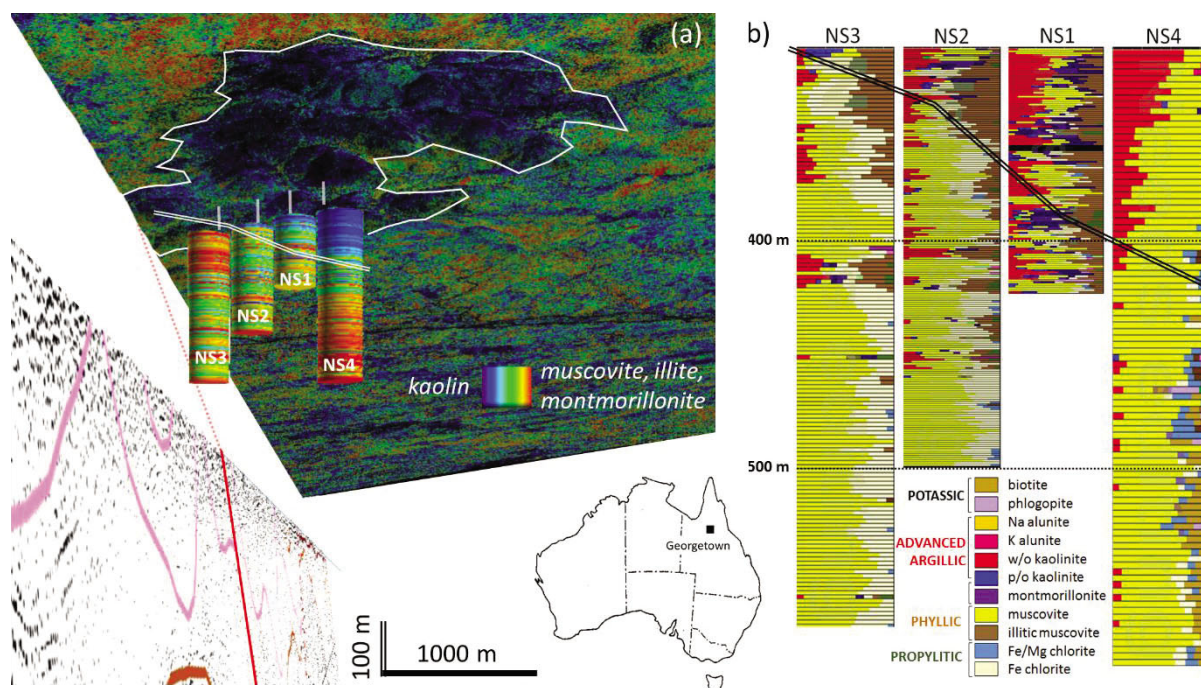 (a)
NS3
NS2
NS1
NS4
kaolin
muscovite, illite,
montmorillonite
100 m
1000 m
Georgetown
b)
NS3
NS2
NS1
NS4
400 m
500 m
POTASSIC
biotite
phlogopite
ADVANCED
ARGILLIC
Na alunite
K alunite
w/o kaolinite
p/o kaolinite
montmorillonite
PHYLLIC
muscovite
illitic muscovite
PROPYLITIC
Fe/Mg chlorite
Fe chlorite